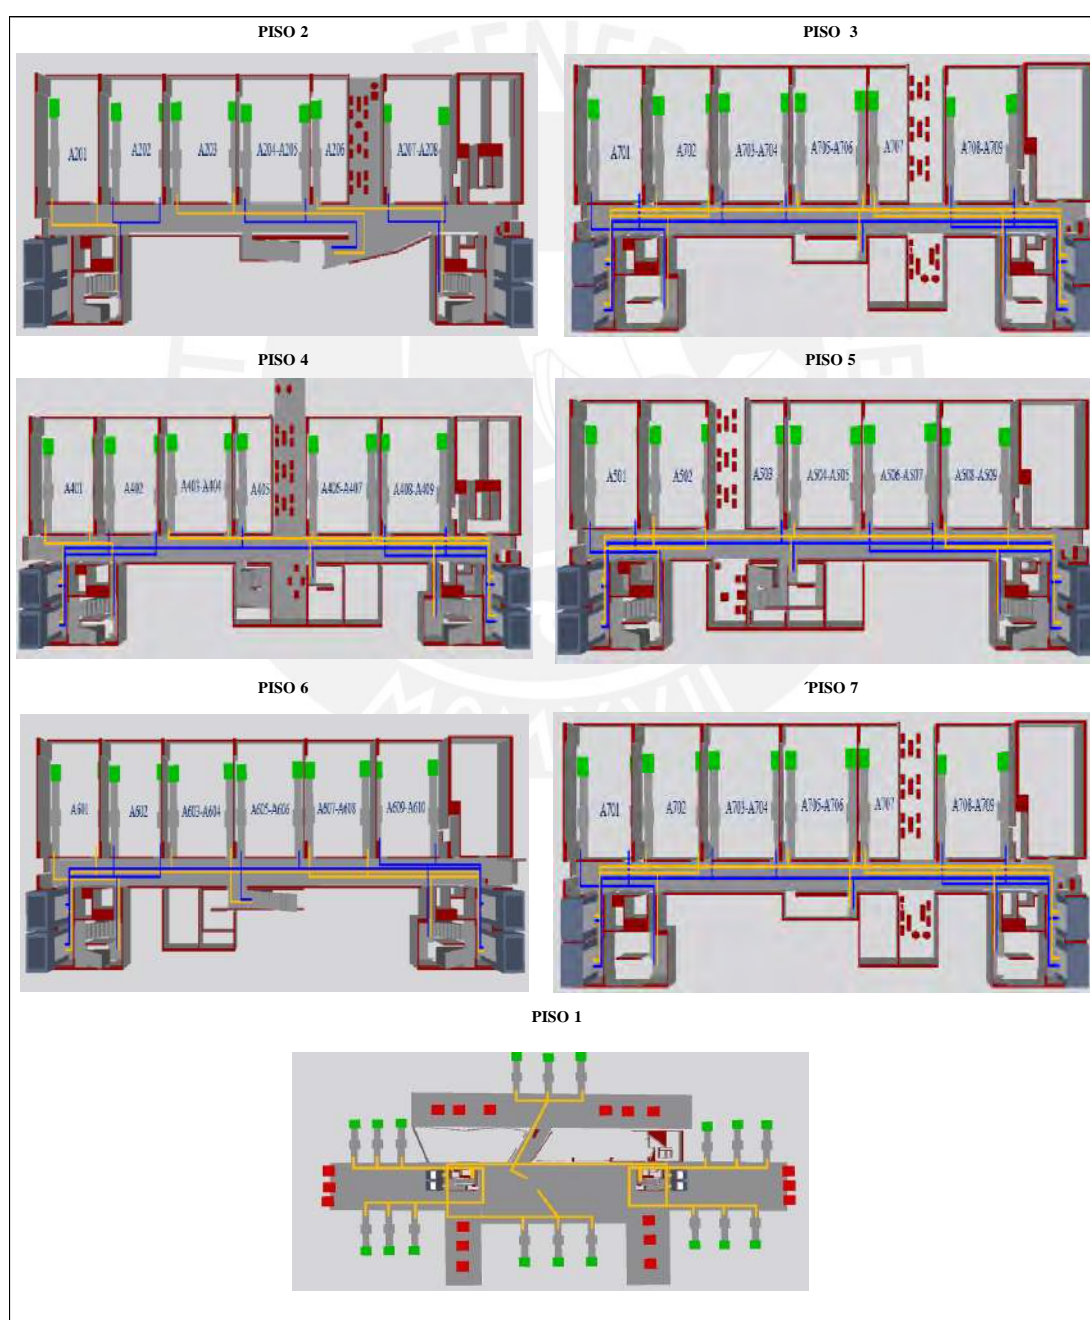 PISO 2
PISO 3
A201 A202 A203 A204-A205 A206 A207-A208
A701 A702 A703-A704 A705-A706 A707 A708-A709
PISO 4
PISO 5
A401 A402 A403-A404 A405 A406-A407 A408-A409
A501 A502 A503 A504-A505 A506-A507 A508-A509
PISO 6
´PISO 7
A601 A602 A603-A604 A605-A606 A607-A608 A609-A610
A701 A702 A703-A704 A705-A706 A707 A708-A709
PISO 1
TENEB
MCMXVII